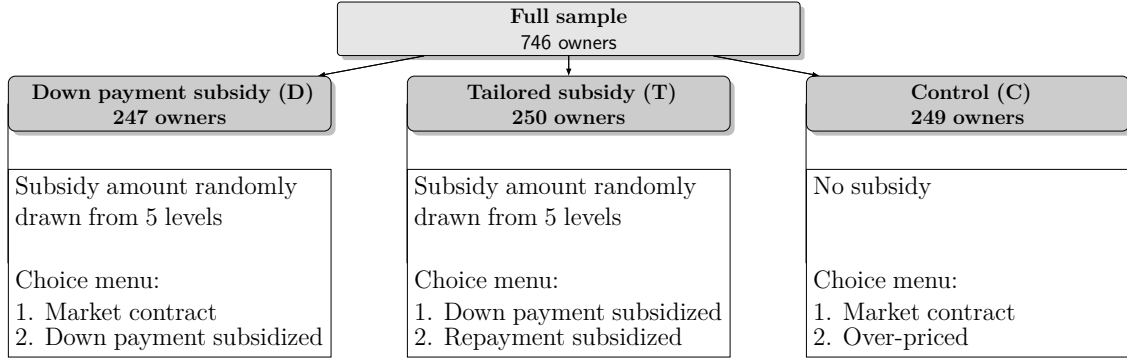 Full sample
746 owners
Down payment subsidy (D)
247 owners
Subsidy amount randomly
drawn from 5 levels
Choice menu:
1. Market contract
2. Down payment subsidized
Tailored subsidy (T)
250 owners
Subsidy amount randomly
drawn from 5 levels
Choice menu:
1. Down payment subsidized
2. Repayment subsidized
Control (C)
249 owners
No subsidy
Choice menu:
1. Market contract
2. Over-priced